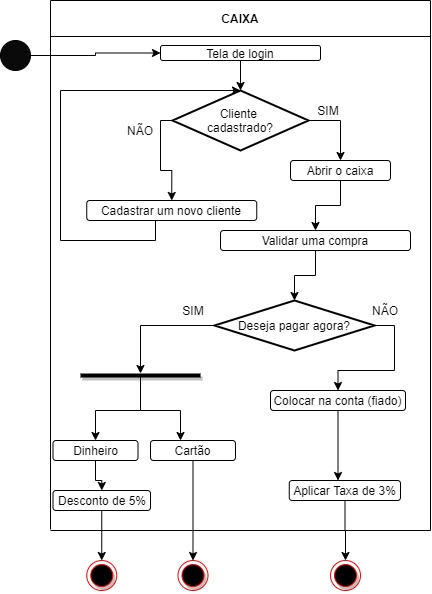 CAIXA
Tela de login
Cliente
cadastrado?
SIM
NÃO
Abrir o caixa
Cadastrar um novo cliente
Validar uma compra
SIM
NÃO
Deseja pagar agora?
Colocar na conta (fiado)
Dinheiro
Cartão
Desconto de 5%
Aplicar Taxa de 3%